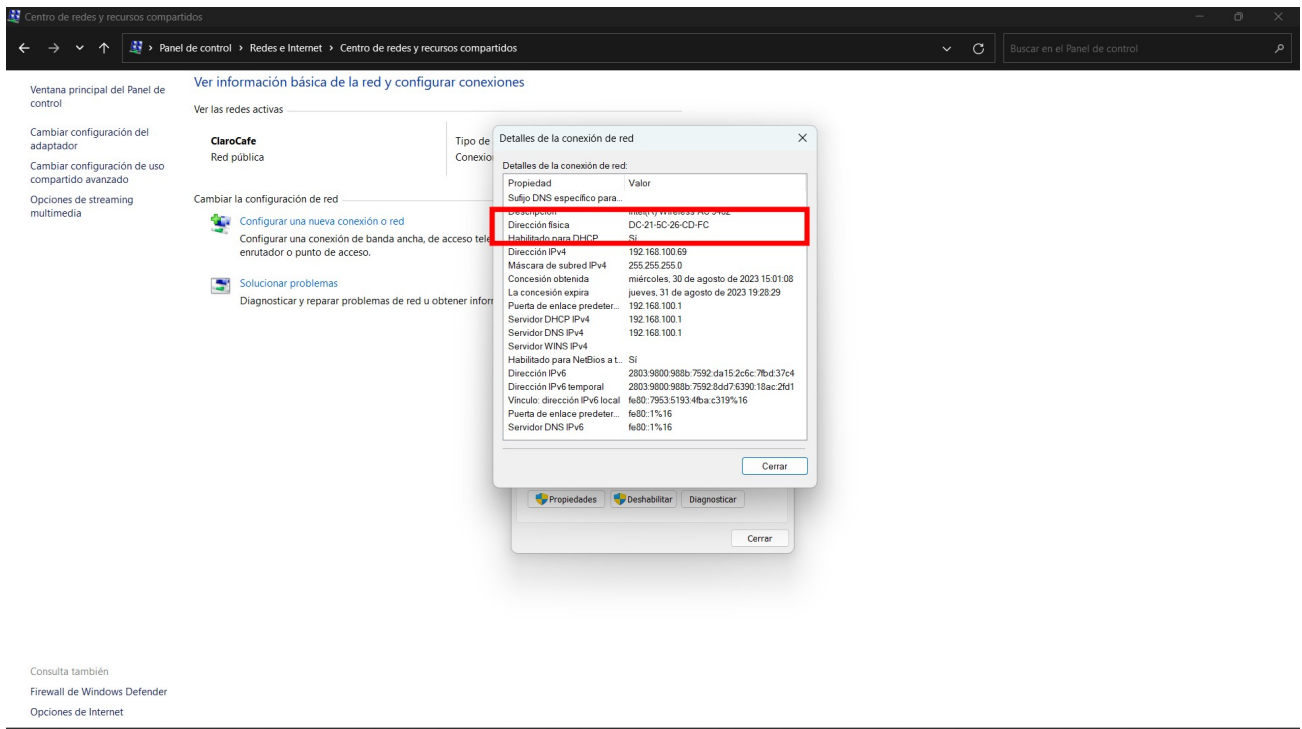 Centro de redes y recursos compartidos
Panel de control > Redes e Internet > Centro de redes y recursos compartidos
Buscar en el Panel de control
Ventana principal del Panel de
control
Cambiar configuración del
adaptador
Cambiar configuración de uso
compartido avanzado
Opciones de streaming
multimedia
Ver información básica de la red y configurar conexiones
Ver las redes activas
ClaroCafe
Red pública
Tipo de
Conexio
Cambiar la configuración de red
Configurar una nueva conexión o red
Configurar una conexión de banda ancha, de acceso tele
enrutador o punto de acceso.
Solucionar problemas
Diagnosticar y reparar problemas de red u obtener infor
Detalles de la conexión de red
Detalles de la conexión de red:
Propiedad Valor
Sufijo DNS específico para...
Descripción Intel(R) Wireless-AC
Dirección física DC-21-5C-26-CD-FC
Habilitado para DHCP Sí
Dirección IPv4 192.168.100.69
Máscara de subred IPv4 255.255.255.0
Concesión obtenida miércoles, 30 de agosto de 2023 15:01:08
La concesión expira jueves, 31 de agosto de 2023 19:28:29
Puerta de enlace predeter... 192.168.100.1
Servidor DHCP IPv4 192.168.100.1
Servidor DNS IPv4 192.168.100.1
Servidor WINS IPv4
Habilitado para NetBios a t... Sí
Dirección IPv6 2803:9800:988b:7592:da15:2c6c:7fbd:37c4
Dirección IPv6 temporal 2803:9800:988b:7592:8dd7:6390:18ac:2fd1
Vínculo: dirección IPv6 local fe80::7953:5193:4fba:c319%16
Puerta de enlace predeter... fe80::1%16
Servidor DNS IPv6 fe80::1%16
Cerrar
Propiedades Deshabilitar Diagnosticar
Cerrar
Consulta también
Firewall de Windows Defender
Opciones de Internet